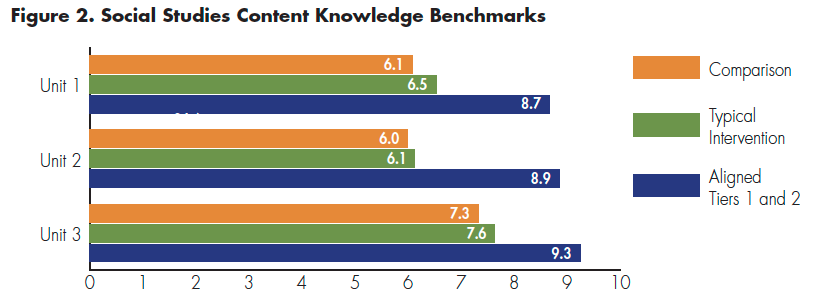 Figure 2. Social Studies Content Knowledge Benchmarks
Unit 1
6.1
6.5
8.7
Unit 2
6.0
6.1
8.9
Unit 3
7.3
7.6
9.3
0 1 2 3 4 5 6 7 8 9 10
Comparison
Typical
Intervention
Aligned
Tiers 1 and 2